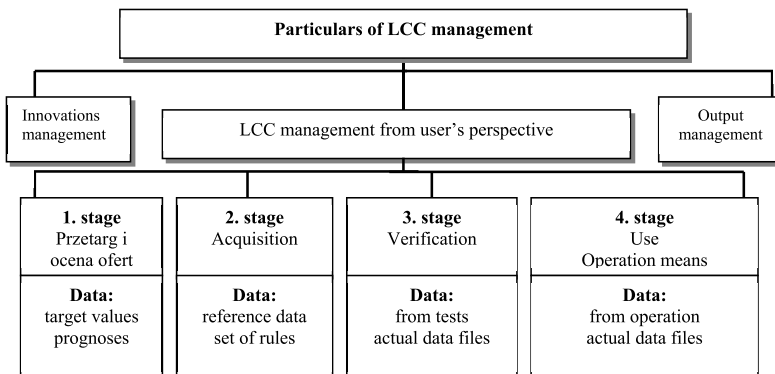 Particulars of LCC management
Innovations
management
LCC management from user's perspective
Output
management
1. stage
Przetarg i
ocena ofert
2. stage
Acquisition
3. stage
Verification
4. stage
Use
Operation means
Data:
target values
prognoses
Data:
reference data
set of rules
Data:
from tests
actual data files
Data:
from operation
actual data files